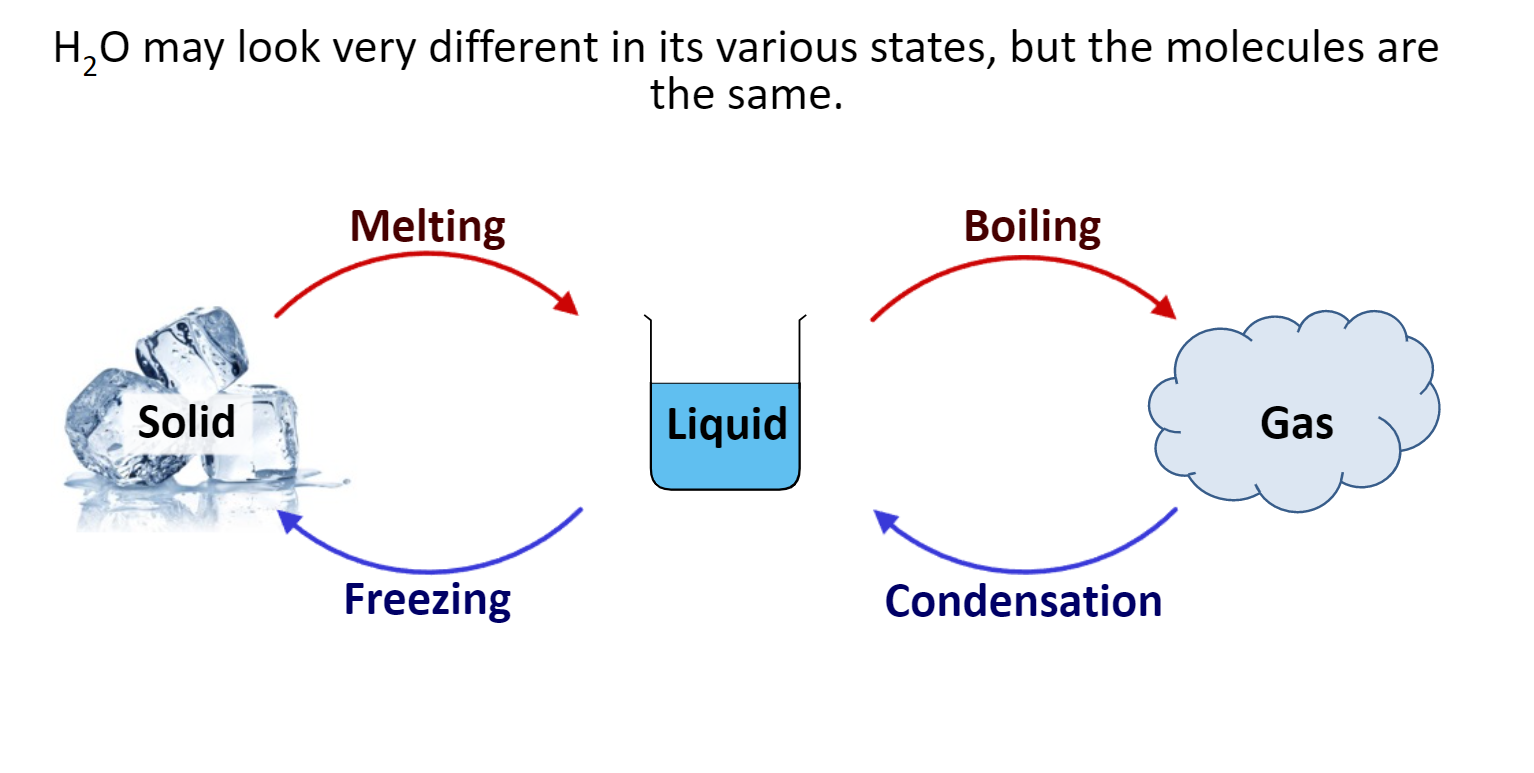 H₂O may look very different in its various states, but the molecules are
the same.
Melting
Boiling
Solid
Liquid
Gas
Freezing
Condensation